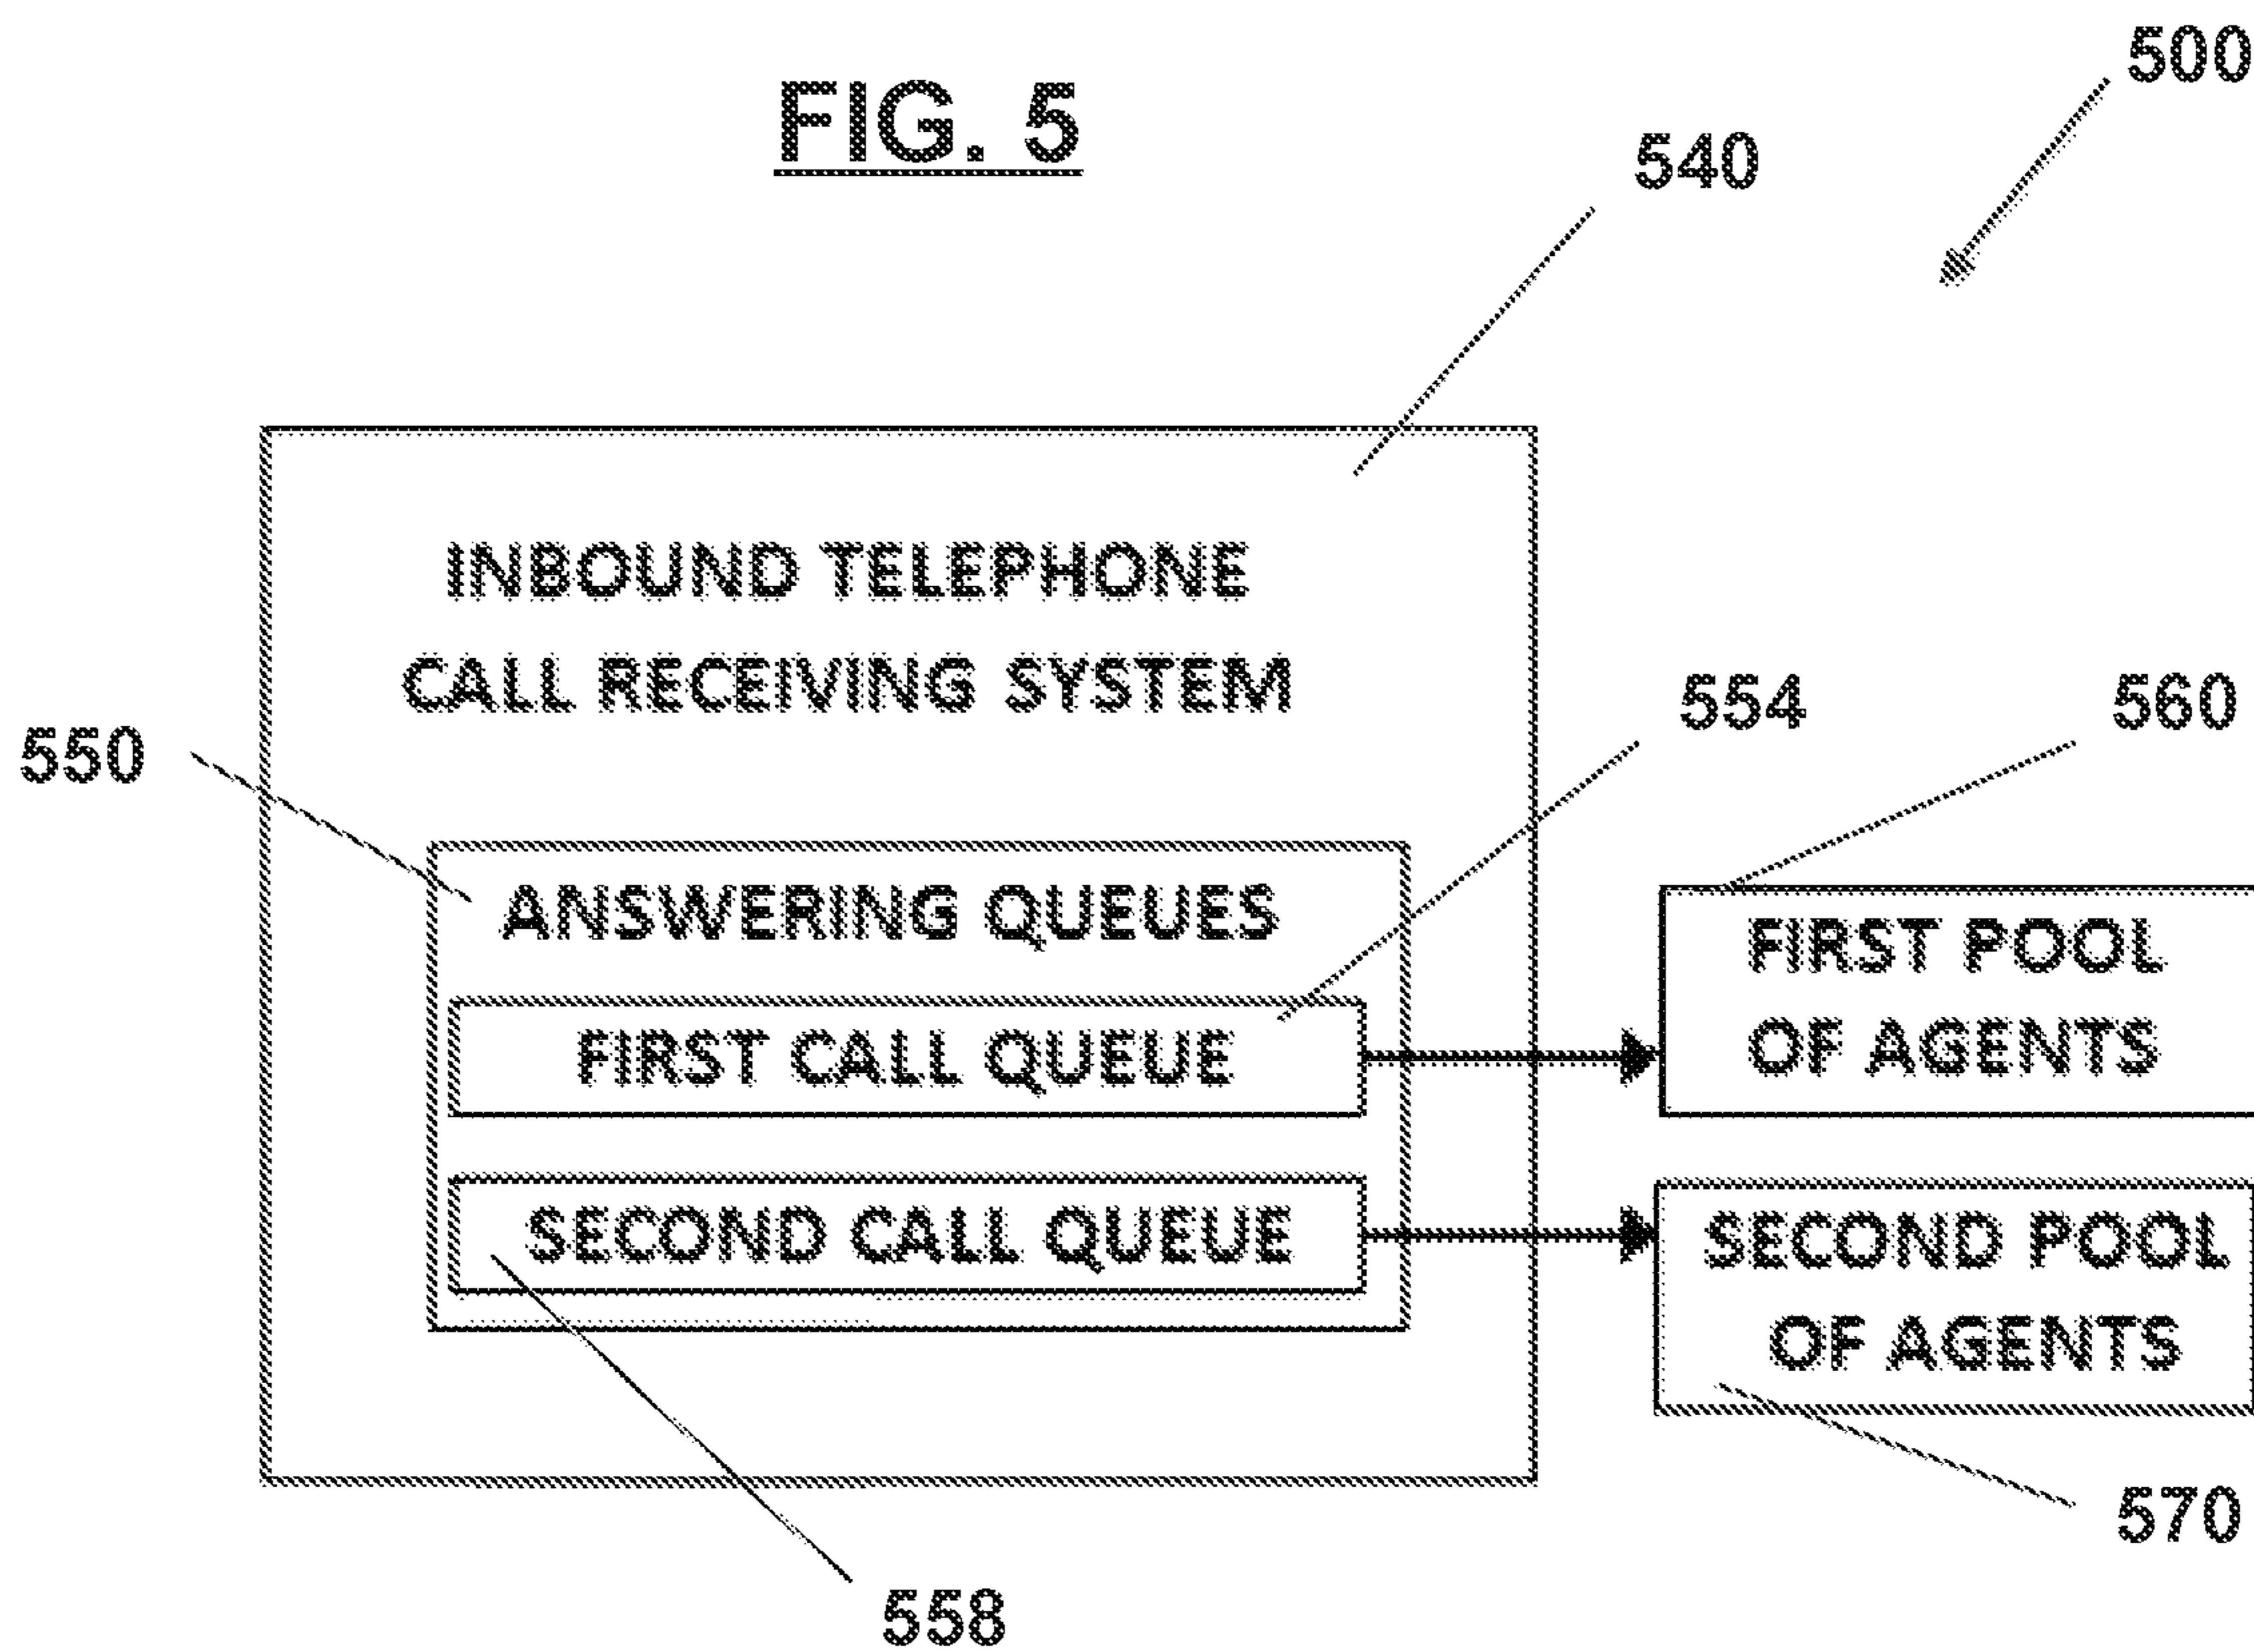 FIG. 5
500
540
INBOUND TELEPHONE
CALL RECEIVING SYSTEM
550
554
560
ANSWERING QUEUES
FIRST CALL QUEUE
SECOND CALL QUEUE
FIRST POOL
OF AGENTS
SECOND POOL
OF AGENTS
570
558